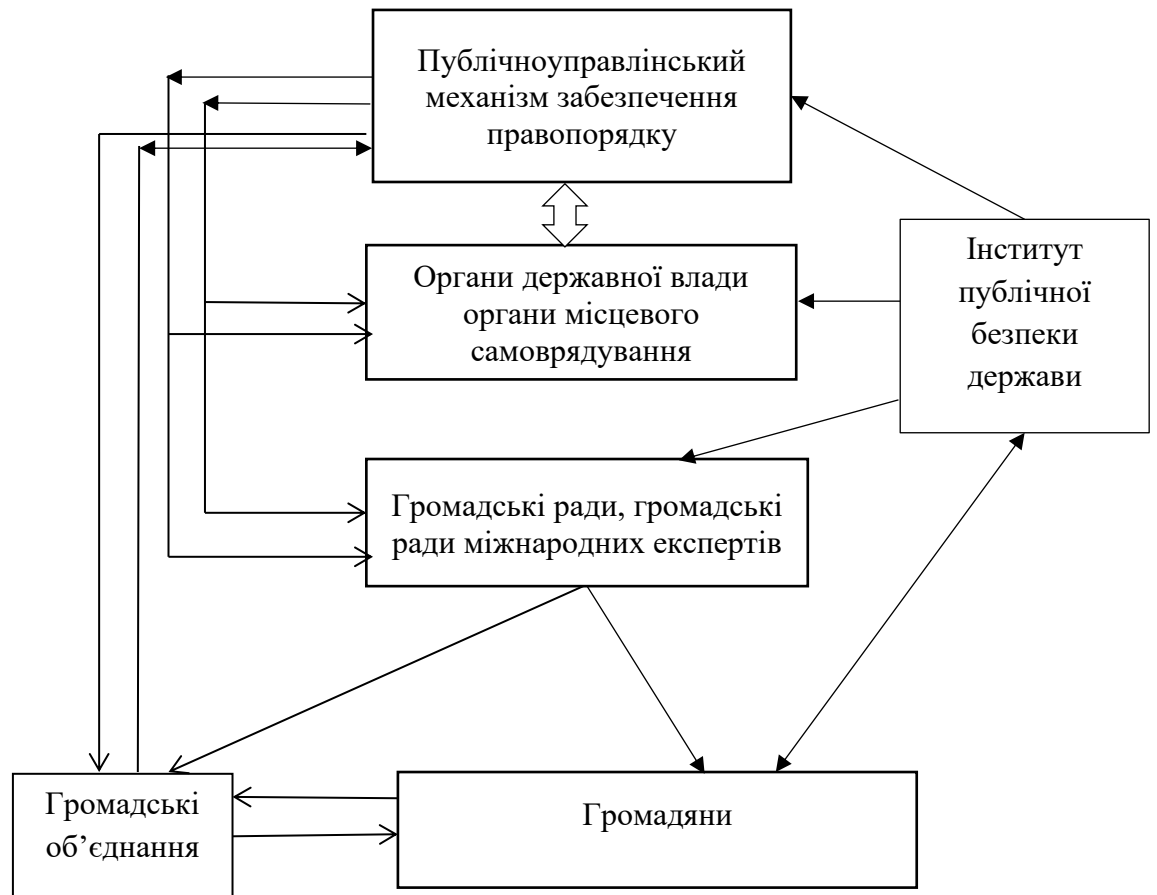 Публічноуправлінський
механізм забезпечення
правопорядку
Органи державної влади
органи місцевого
самоврядування
Інститут
публічної
безпеки
держави
Громадські ради, громадські
ради міжнародних експертів
Громадські
об’єднання
Громадяни